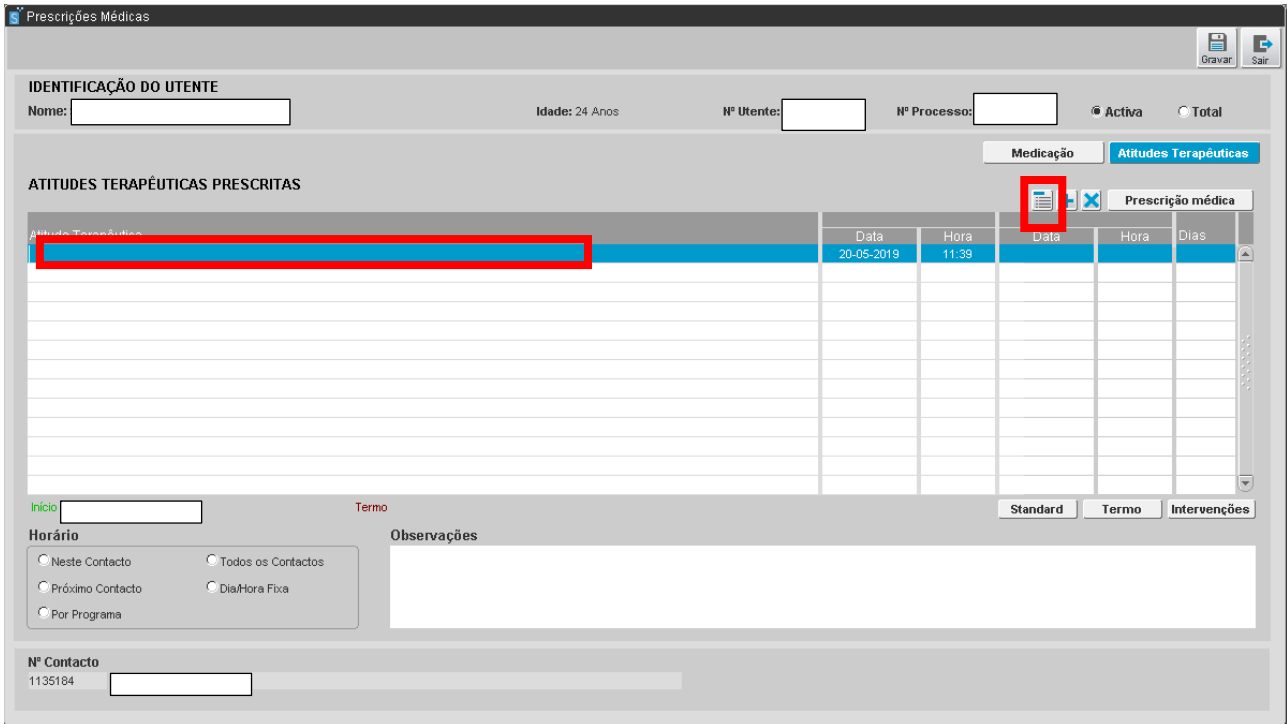 Prescrições Médicas
Gravar Sair
IDENTIFICAÇÃO DO UTENTE
Nome: Idade: 24 Anos Nº Utente: Nº Processo: Activa Total
Medicação Atitudes Terapêuticas
ATITUDES TERAPÊUTICAS PRESCRITAS
Prescrição médica
Atitude Terapêutica Data Hora Data Hora Dias
20-05-2019 11:39
Início Termo
Standard Termo Intervenções
Horário Observações
Neste Contacto Todos os Contactos
Próximo Contacto Dia/Hora Fixa
Por Programa
Nº Contacto
1135184